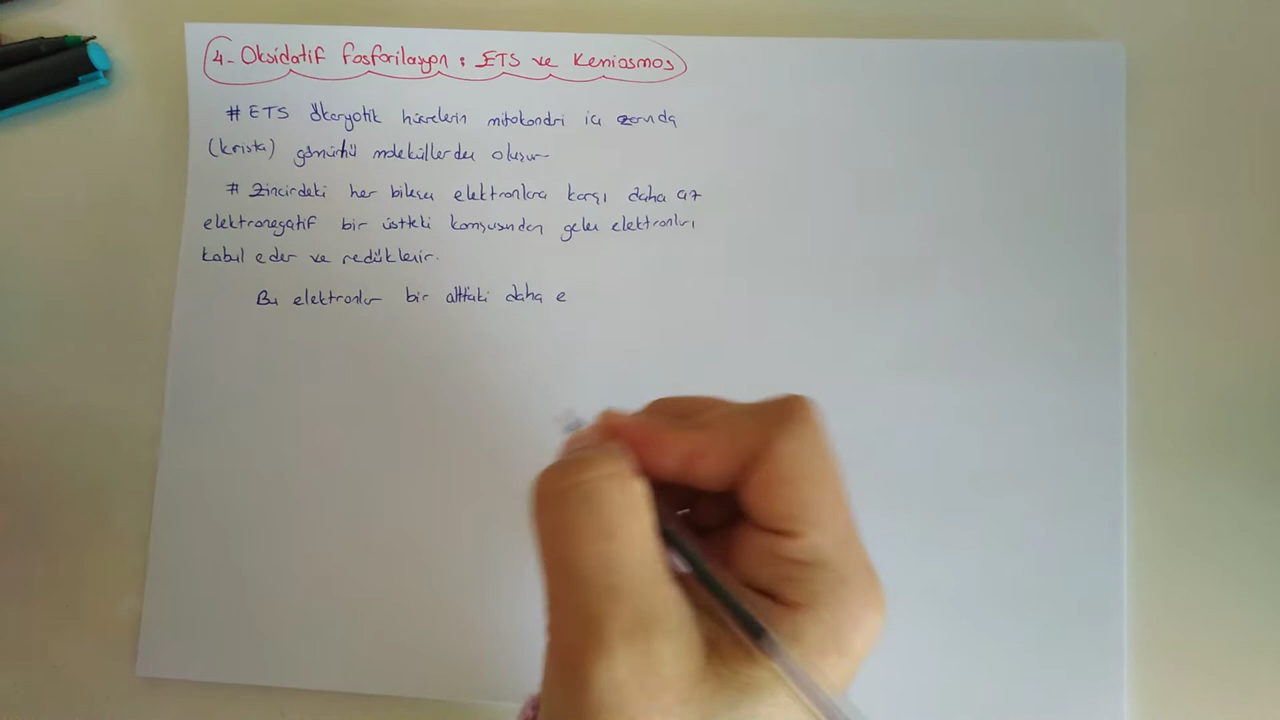 4- Oksidatif fosforilasyon : ETS ve Kemiosmos
# ETS ökaryotik hücrelerin mitokondri iç zarında
(krista) gömülü moleküllerden oluşur
# Zincirdeki her bileşen elektronlara karşı daha az
elektronegatif bir üstteki komşusundan gelen elektronları
kabul eder ve redüklenir.
Bu elektronlar bir alttaki daha e